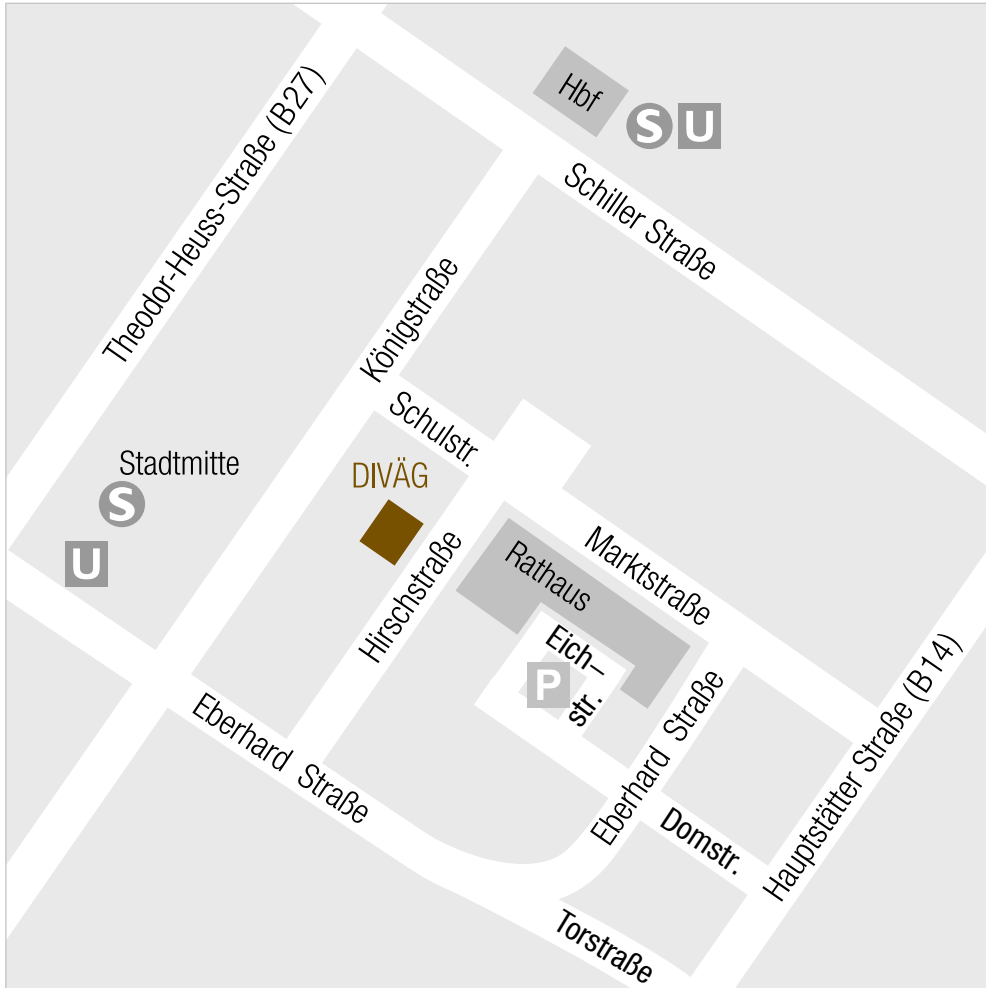 Hbf
S U
Theodor-Heuss-Straße (B27)
Schiller Straße
Königstraße
Schulstr.
Stadtmitte
S
U
DIVÄG
Hirschstraße
Rathaus
Marktstraße
Eich–
str.
P
Eberhard Straße
Eberhard Straße
Domstr.
Hauptstätter Straße (B14)
Torstraße